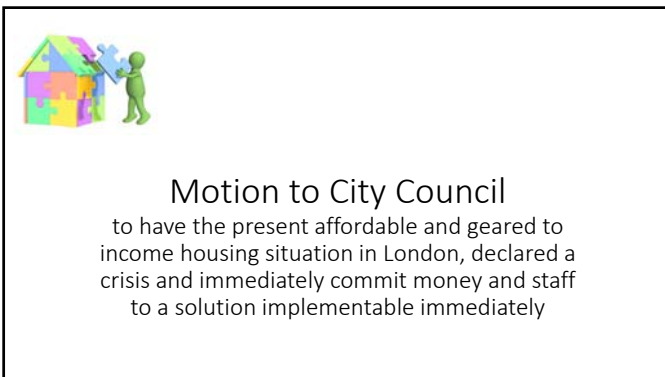 Motion to City Council
to have the present affordable and geared to
income housing situation in London, declared a
crisis and immediately commit money and staff
to a solution implementable immediately